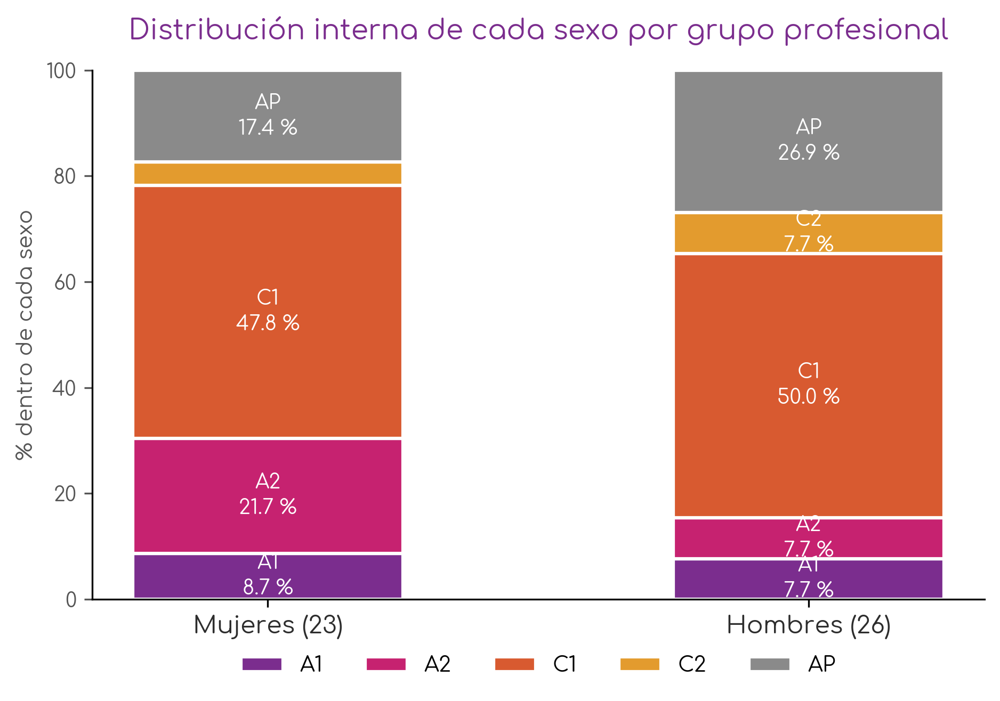 Distribución interna de cada sexo por grupo profesional
% dentro de cada sexo
100
80
60
40
20
0
AP
17.4 %
C1
47.8 %
A2
21.7 %
A1
8.7 %
AP
26.9 %
C2
7.7 %
C1
50.0 %
A2
7.7 %
A1
7.7 %
Mujeres (23)
Hombres (26)
A1
A2
C1
C2
AP